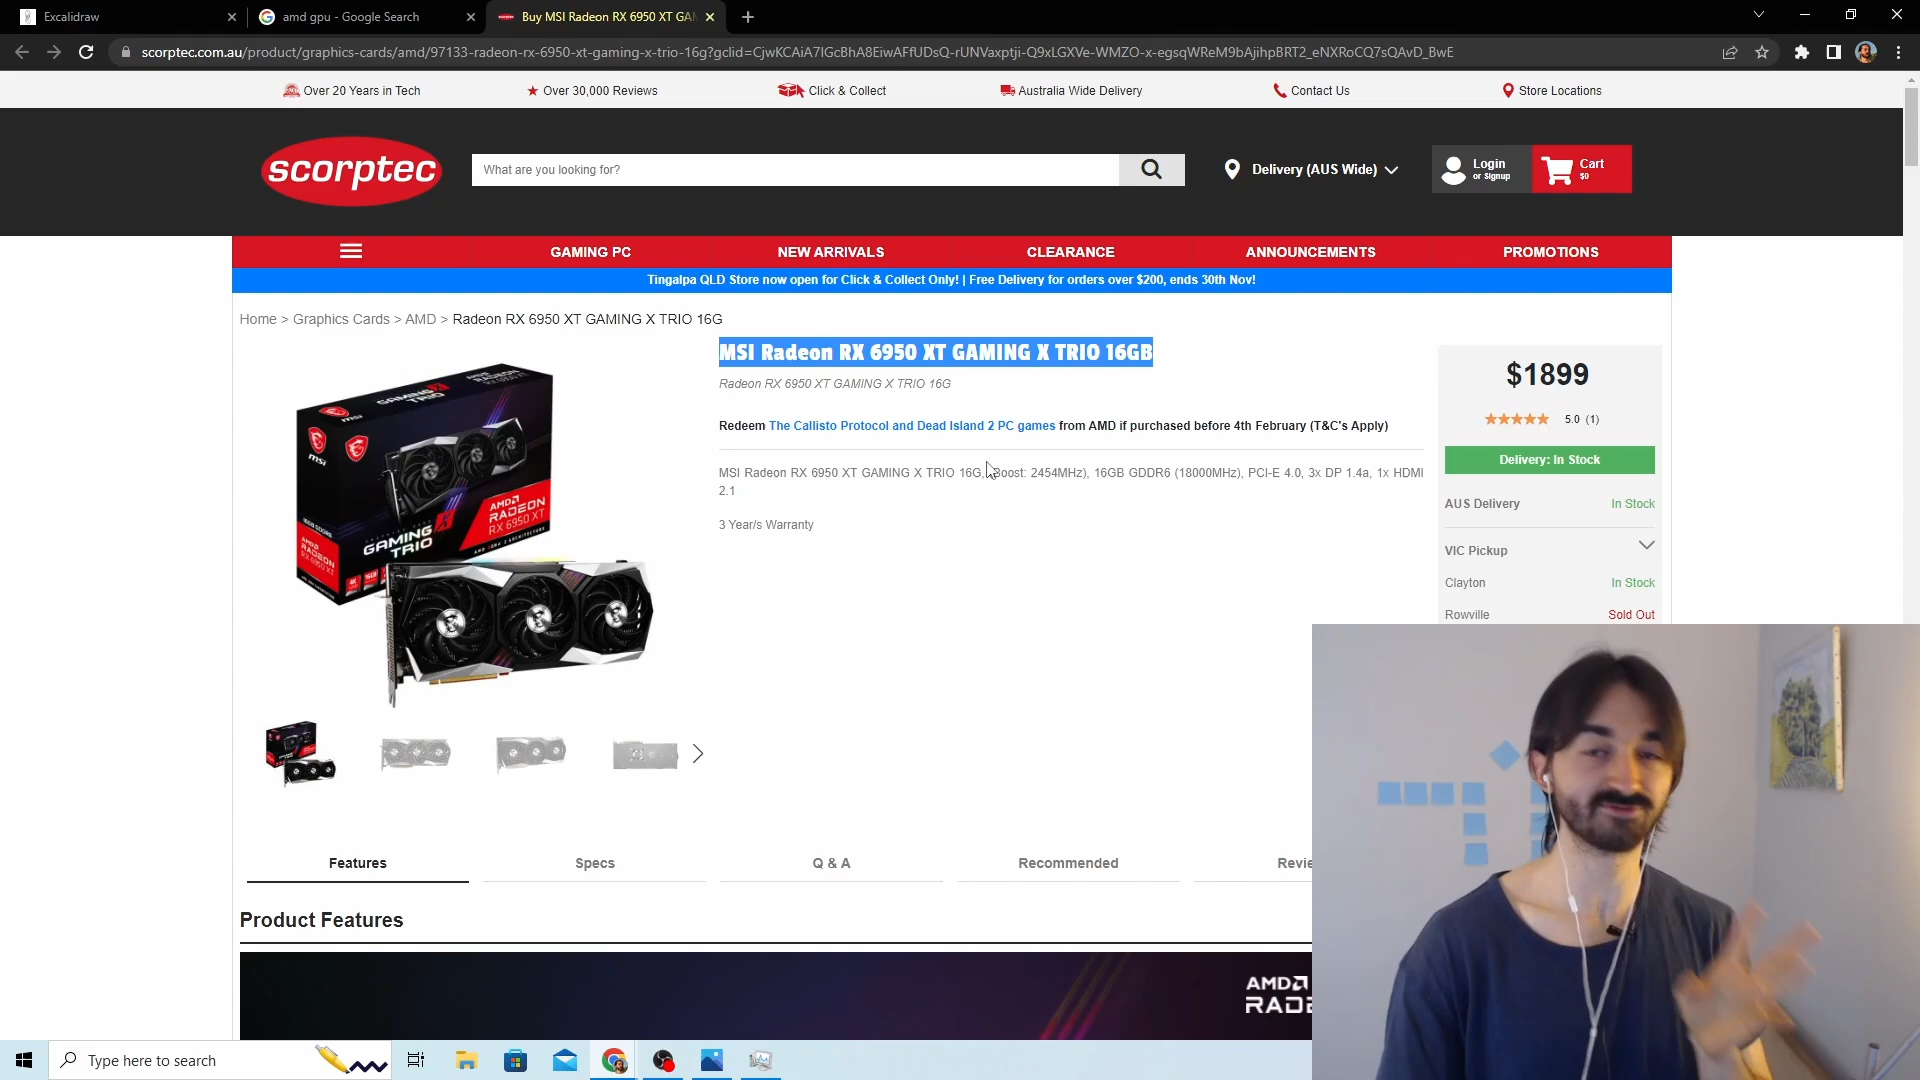 Excalidraw
amd gpu - Google Search
Buy MSI Radeon RX 6950 XT GAM
scorptec.com.au/product/graphics-cards/amd/97133-radeon-rx-6950-xt-gaming-x-trio-16g?gclid=CjwKCAiA7IGcBhA8EiwAFfUDsQ-rUNVaxptji-Q9xLGXVe-WMZO-x-egsqWReM9bAjihpBRT2_eNXRoCQ7sQAvD_BwE
Over 20 Years in Tech
Over 30,000 Reviews
Click & Collect
Australia Wide Delivery
Contact Us
Store Locations
scorptec
What are you looking for?
Delivery (AUS Wide)
Login
or Signup
Cart
$0
GAMING PC
NEW ARRIVALS
CLEARANCE
ANNOUNCEMENTS
PROMOTIONS
Tingalpa QLD Store now open for Click & Collect Only! | Free Delivery for orders over $200, ends 30th Nov!
Home > Graphics Cards > AMD > Radeon RX 6950 XT GAMING X TRIO 16G
MSI Radeon RX 6950 XT GAMING X TRIO 16GB
Radeon RX 6950 XT GAMING X TRIO 16G
Redeem The Callisto Protocol and Dead Island 2 PC games from AMD if purchased before 4th February (T&C's Apply)
MSI Radeon RX 6950 XT GAMING X TRIO 16G, Boost: 2454MHz), 16GB GDDR6 (18000MHz), PCI-E 4.0, 3x DP 1.4a, 1x HDMI
2.1
3 Year/s Warranty
$1899
5.0 (1)
Delivery: In Stock
AUS Delivery In Stock
VIC Pickup
Clayton In Stock
Rowville Sold Out
GAMING X
TRIO
msi
AMD
RADEON
RX 6950 XT
GAMING X
TRIO
Features
Specs
Q & A
Recommended
Revie
Product Features
AMD
RADE
Type here to search